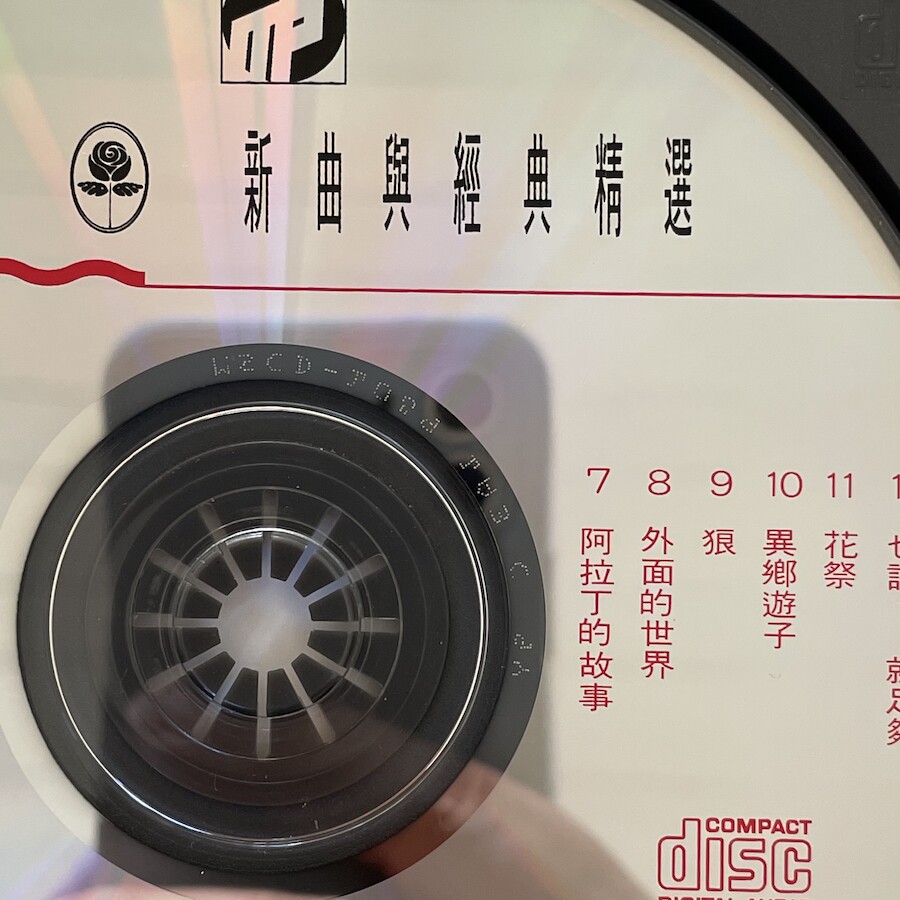 新曲與經典精選
7 阿拉丁的故事
8 外面的世界
9 狼
10 異鄉遊子
11 花祭
COMPACT
disc